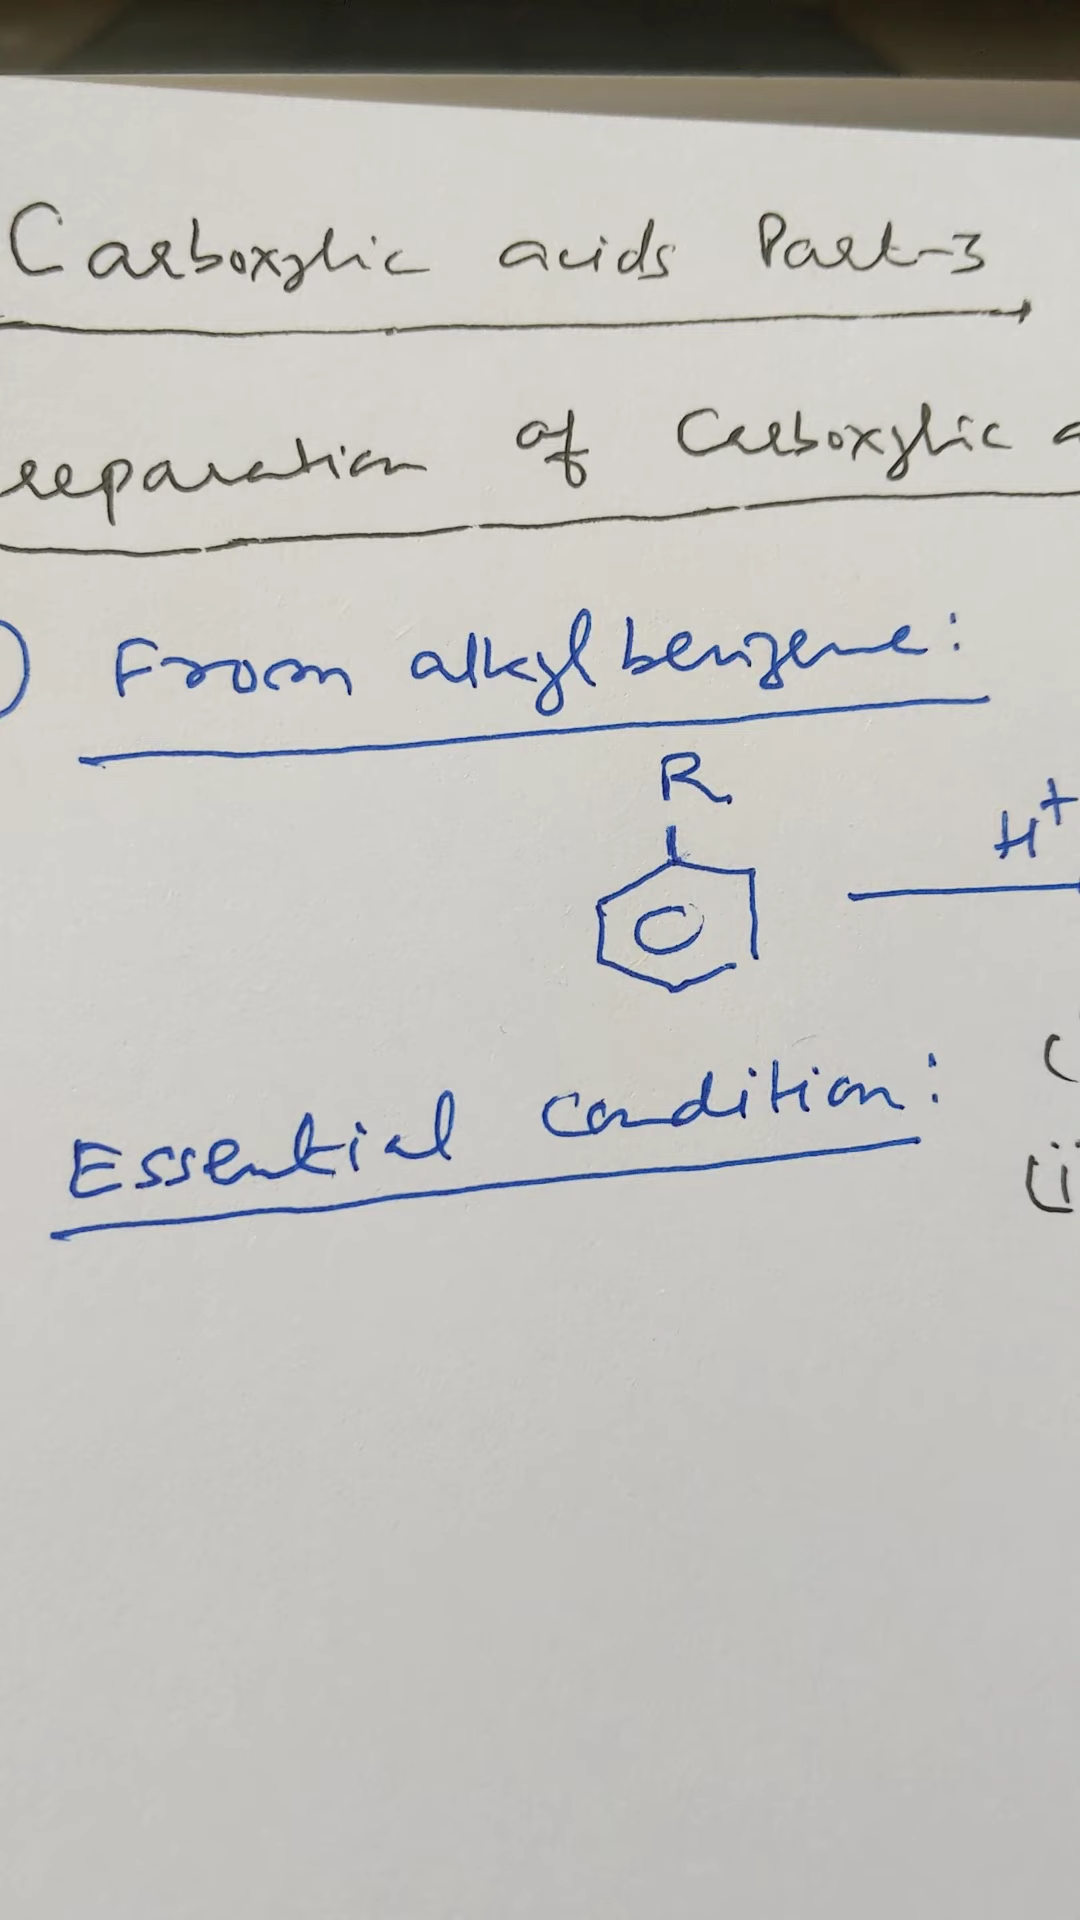 Carboxylic acids Part-3
reparation of Carboxylic a
) From alkyl benzene:
R
H+
Essential condition: (
(i